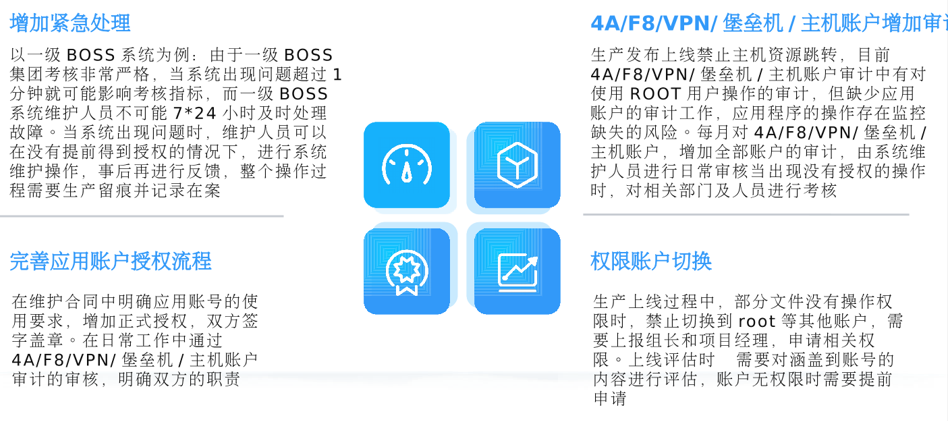 增加紧急处理
以一级 BOSS 系统为例：由于一级 BOSS
集团考核非常严格，当系统出现问题超过 1
分钟就可能影响考核指标，而一级 BOSS
系统维护人员不可能 7*24 小时及时处理
故障。当系统出现问题时，维护人员可以
在没有提前得到授权的情况下，进行系统
维护操作，事后再进行反馈，整个操作过
程需要生产留痕并记录在案
4A/F8/VPN/ 堡垒机 / 主机账户增加审计
生产发布上线禁止主机资源跳转，目前
4A/F8/VPN/ 堡垒机 / 主机账户审计中有对
使用 ROOT 用户操作的审计，但缺少应用
账户的审计工作，应用程序的操作存在监控
缺失的风险。每月对 4A/F8/VPN/ 堡垒机 /
主机账户，增加全部账户的审计，由系统维
护人员进行日常审核当出现没有授权的操作
时，对相关部门及人员进行考核
完善应用账户授权流程
在维护合同中明确应用账号的使
用要求，增加正式授权，双方签
字盖章。在日常工作中通过
4A/F8/VPN/ 堡垒机 / 主机账户
审计的审核，明确双方的职责
权限账户切换
生产上线过程中，部分文件没有操作权
限时，禁止切换到 root 等其他账户，需
要上报组长和项目经理，申请相关权
限。上线评估时　需要对涵盖到账号的
内容进行评估，账户无权限时需要提前
申请